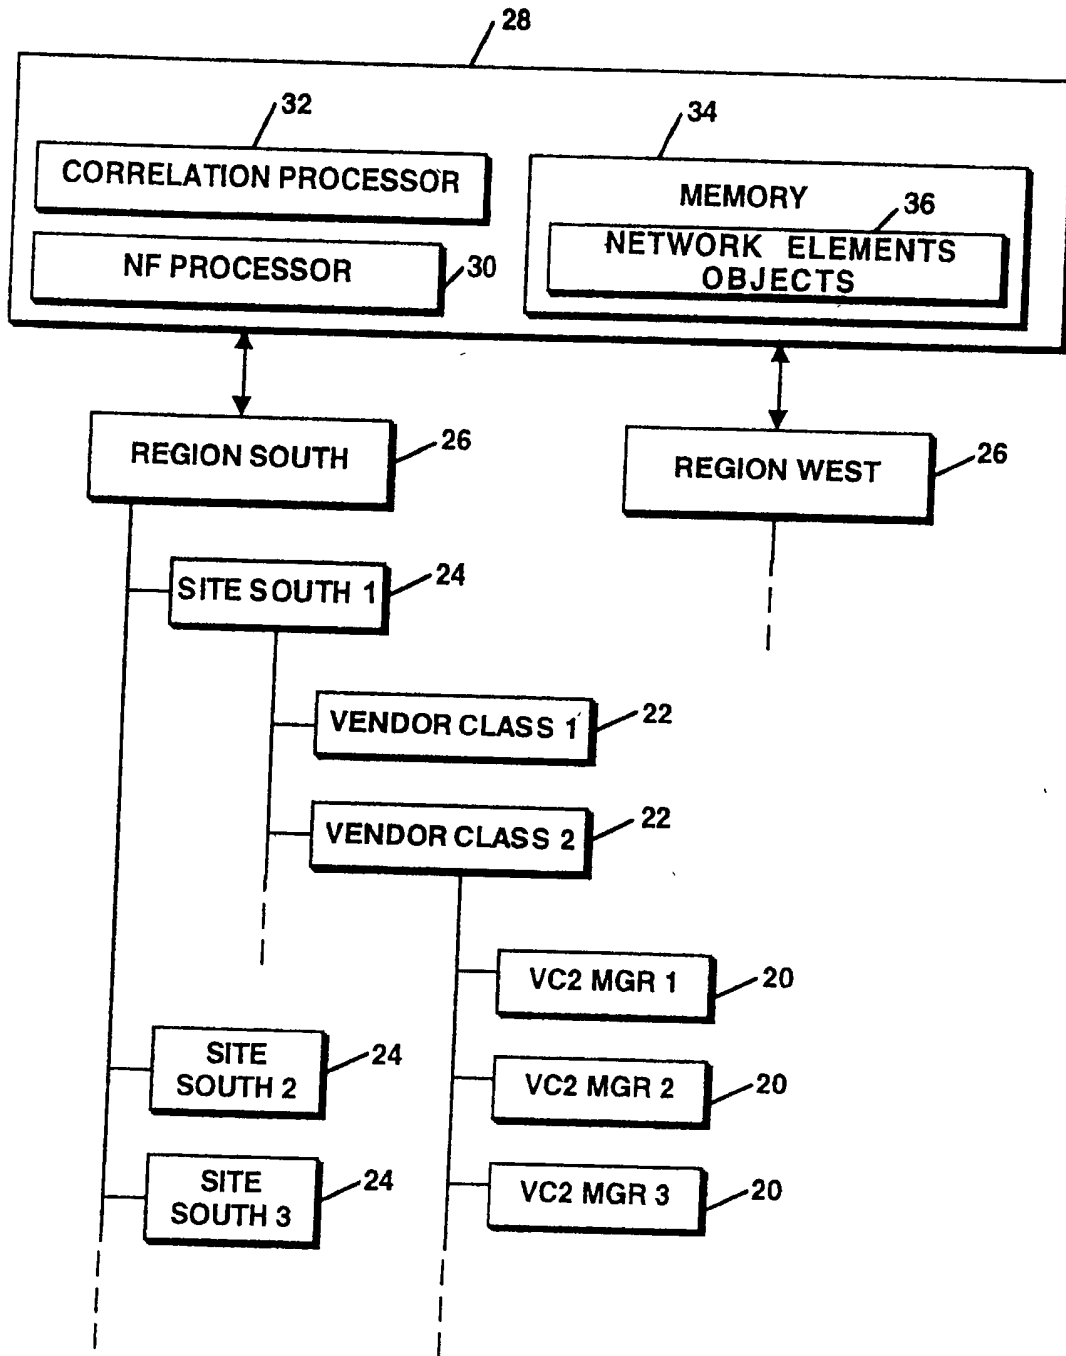 28
32
CORRELATION PROCESSOR
34
MEMORY
36
NETWORK ELEMENTS
OBJECTS
NF PROCESSOR
30
REGION SOUTH
26
REGION WEST
26
SITE SOUTH 1
24
VENDOR CLASS 1
22
VENDOR CLASS 2
22
VC2 MGR 1
20
SITE
SOUTH 2
24
VC2 MGR 2
20
SITE
SOUTH 3
24
VC2 MGR 3
20